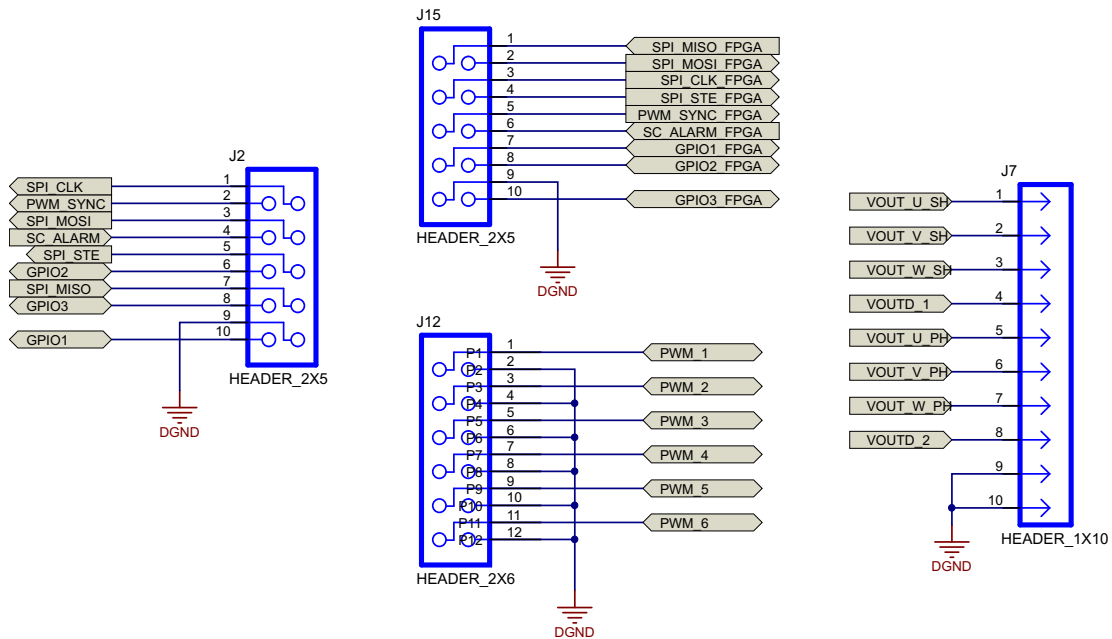 J15
1 SPI_MISO_FPGA
2 SPI_MOSI_FPGA
3 SPI_CLK_FPGA
4 SPI_STE_FPGA
5 PWM_SYNC_FPGA
6 SC_ALARM_FPGA
7 GPIO1_FPGA
8 GPIO2_FPGA
9
10 GPIO3_FPGA
HEADER_2X5
DGND
J2
SPI_CLK 1
PWM_SYNC 2
SPI_MOSI 3
SC_ALARM 4
SPI_STE 5
GPIO2 6
SPI_MISO 7
GPIO3 8
9
GPIO1 10
HEADER_2X5
DGND
J12
P1 1 PWM_1
P2 2
P3 3 PWM_2
P4 4
P5 5 PWM_3
P6 6
P7 7 PWM_4
P8 8
P9 9 PWM_5
P10 10
P11 11 PWM_6
P12 12
HEADER_2X6
DGND
J7
VOUT_U_SH 1
VOUT_V_SH 2
VOUT_W_SH 3
VOUTD_1 4
VOUT_U_PH 5
VOUT_V_PH 6
VOUT_W_PH 7
VOUTD_2 8
9
10
HEADER_1X10
DGND